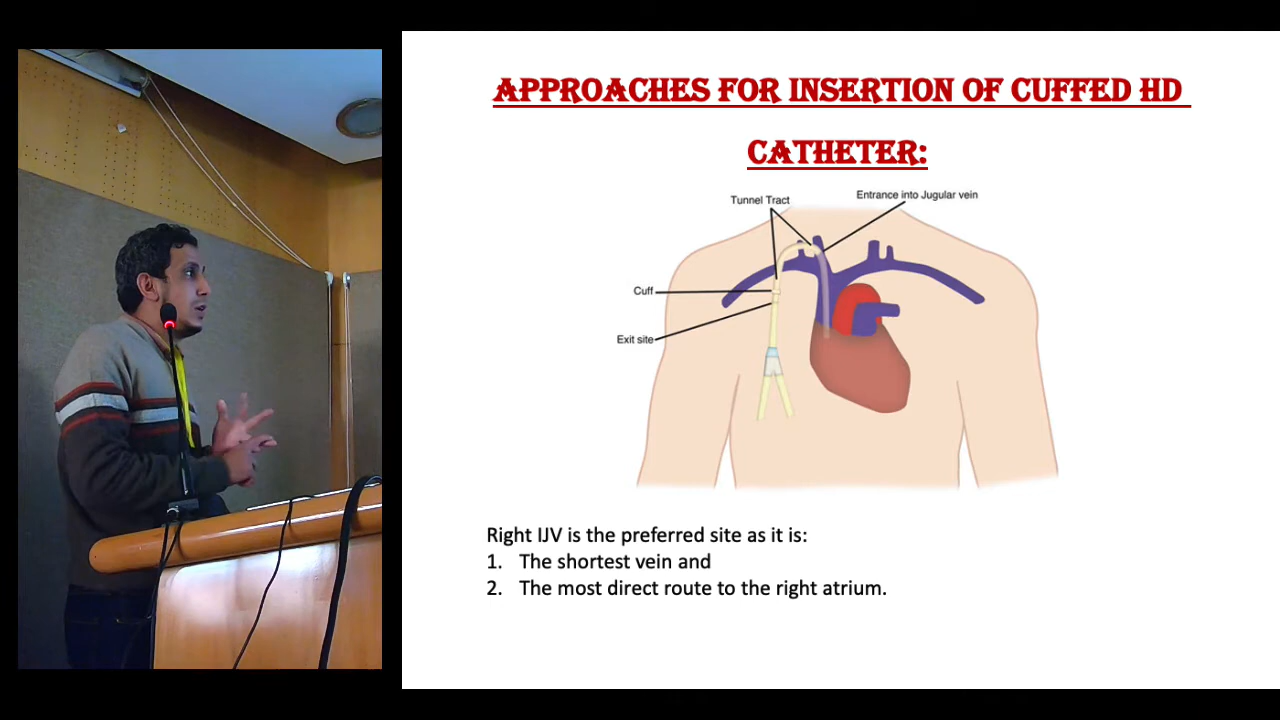 APPROACHES FOR INSERTION OF CUFFED HD
CATHETER:
Tunnel Tract
Entrance into Jugular vein
Cuff
Exit site
Right IJV is the preferred site as it is:
1. The shortest vein and
2. The most direct route to the right atrium.